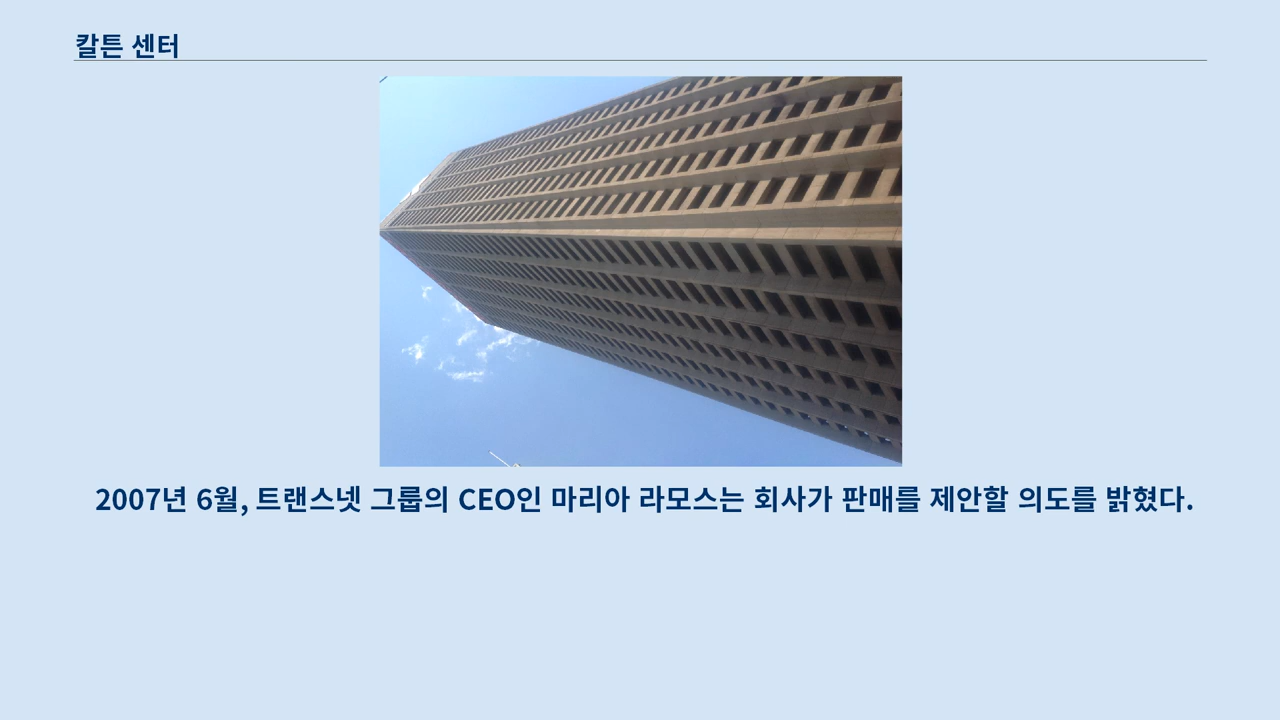 칼튼 센터
2007년 6월, 트랜스넷 그룹의 CEO인 마리아 라모스는 회사가 판매를 제안할 의도를 밝혔다.